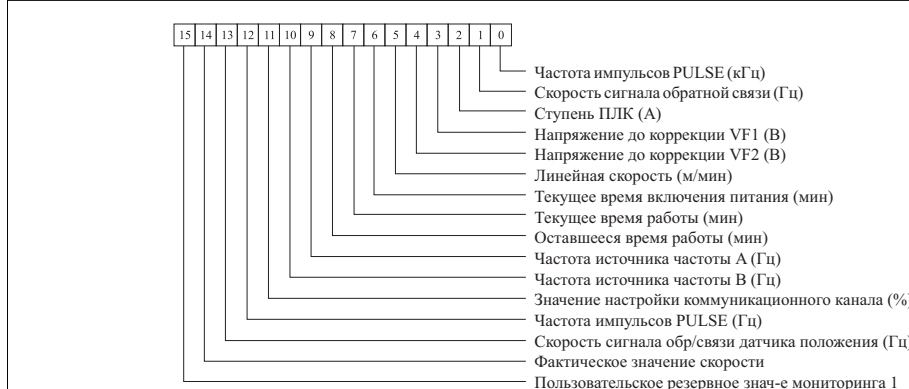 15 14 13 12 11 10 9 8 7 6 5 4 3 2 1 0
Частота импульсов PULSE (кГц)
Скорость сигнала обратной связи (Гц)
Ступень ПЛК (А)
Напряжение до коррекции VF1 (В)
Напряжение до коррекции VF2 (В)
Линейная скорость (м/мин)
Текущее время включения питания (мин)
Текущее время работы (мин)
Оставшееся время работы (мин)
Частота источника частоты А (Гц)
Частота источника частоты В (Гц)
Значение настройки коммуникационного канала (%)
Частота импульсов PULSE (Гц)
Скорость сигнала обр/связи датчика положения (Гц)
Фактическое значение скорости
Пользовательское резервное знач-е мониторинга 1